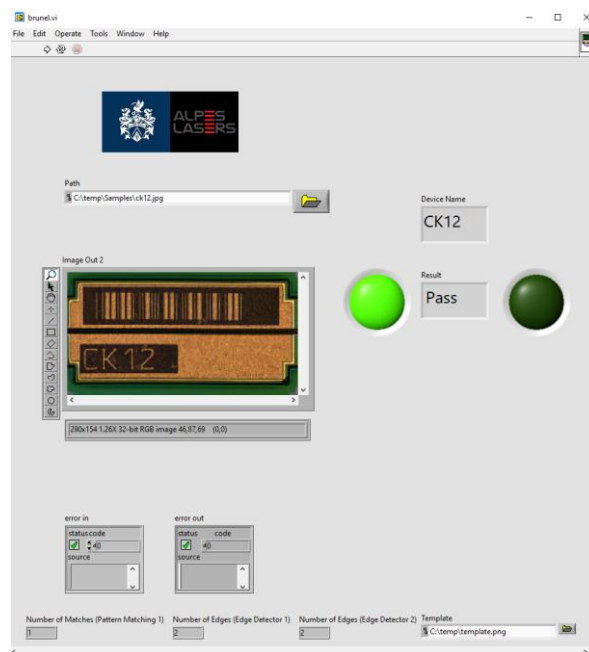 brunel.vi
File Edit Operate Tools Window Help
ALPES
LASERS
Path
C:\temp\Samples\ck12.jpg
Device Name
CK12
Image Out 2
Result
Pass
CK12
290x154 1.26X 32-bit RGB image 46,87,69 (0,0)
error in
error out
status code
status code
0
0
source
source
Number of Matches (Pattern Matching 1) Number of Edges (Edge Detector 1) Number of Edges (Edge Detector 2) Template
1 2 2 C:\temp\template.png